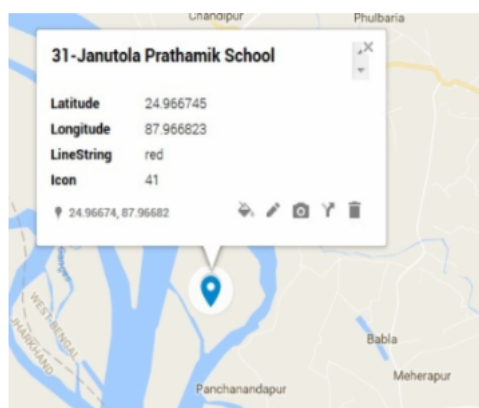 Chandipur
Phulbaria
31-Janutola Prathamik School
Latitude 24.966745
Longitude 87.966823
LineString red
Icon 41
24.96674, 87.96682
Ganges
WEST BENGAL
JHARKHAND
Babla
Meherapur
Panchanandapur